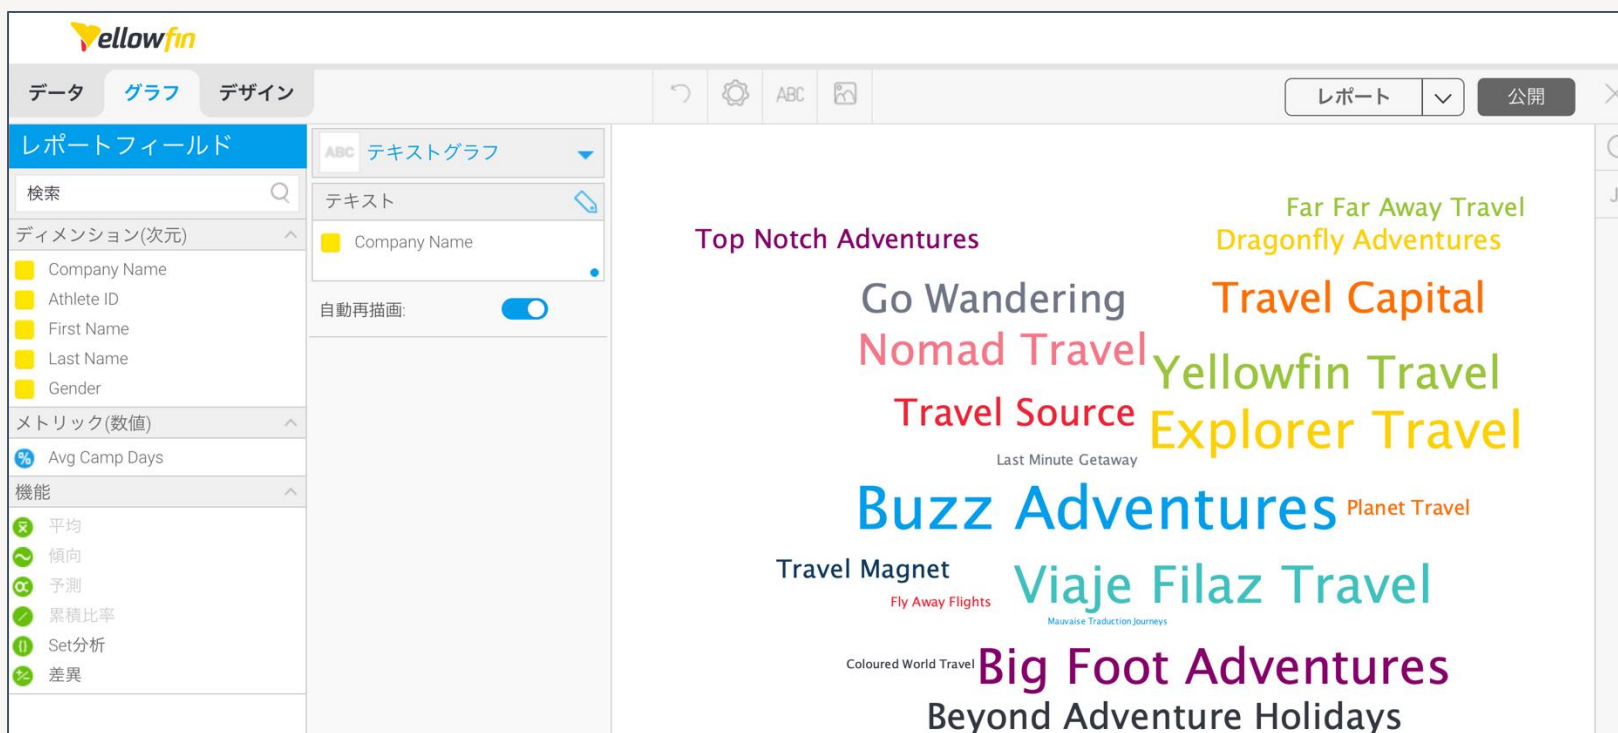 Yellowfin
データ グラフ デザイン ABC レポート 公開
レポートフィールド
検索
ディメンション(次元)
Company Name
Athlete ID
First Name
Last Name
Gender
メトリック(数値)
Avg Camp Days
機能
平均
傾向
予測
累積比率
Set分析
差異
ABC テキストグラフ
テキスト
Company Name
自動再描画:
Far Far Away Travel
Top Notch Adventures
Dragonfly Adventures
Go Wandering
Travel Capital
Nomad Travel
Yellowfin Travel
Travel Source
Explorer Travel
Last Minute Getaway
Buzz Adventures
Planet Travel
Travel Magnet
Viaje Filaz Travel
Fly Away Flights
Mauvaise Traduction Journeys
Coloured World Travel
Big Foot Adventures
Beyond Adventure Holidays